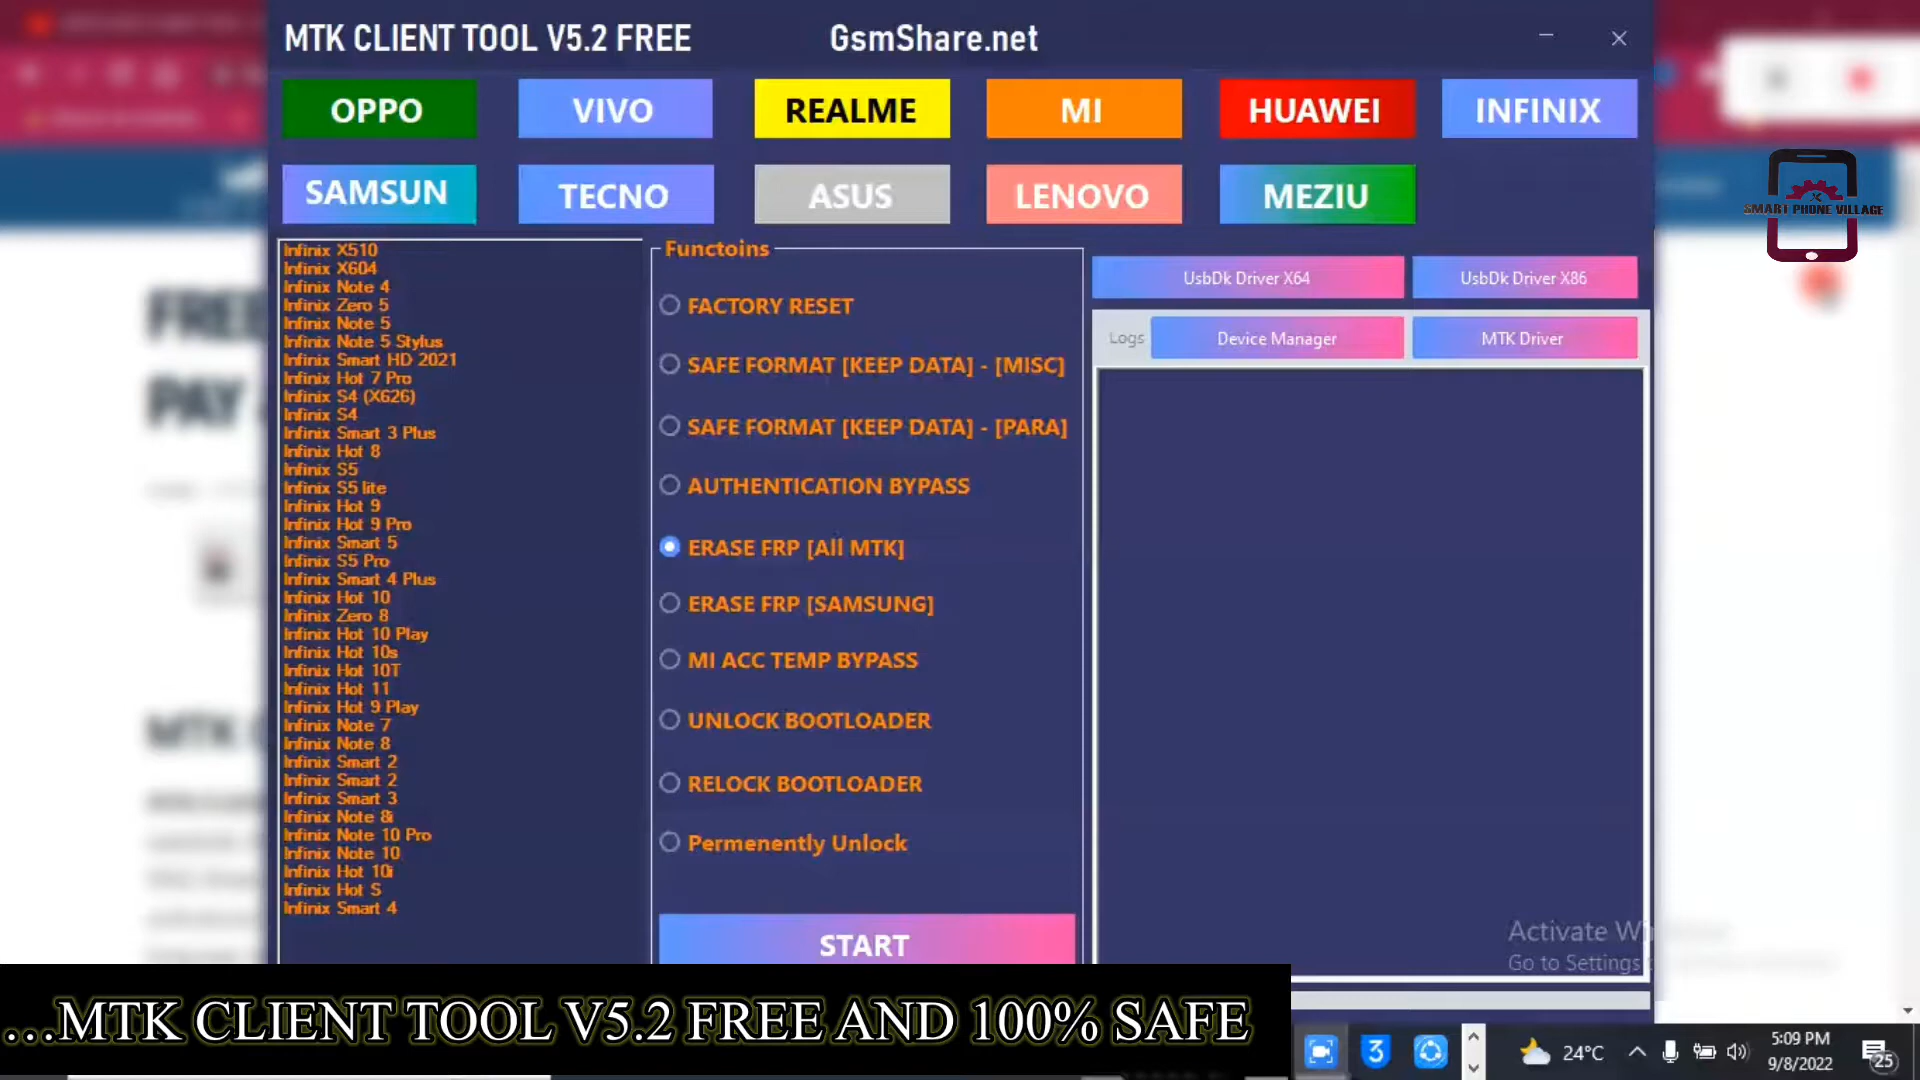 MTK CLIENT TOOL V5.2 FREE
GsmShare.net
OPPO
VIVO
REALME
MI
HUAWEI
INFINIX
SAMSUN
TECNO
ASUS
LENOVO
MEZIU
SMART PHONE VILLAGE
Infinix X510
Infinix X604
Infinix Note 4
Infinix Zero 5
Infinix Note 5
Infinix Note 5 Stylus
Infinix Smart HD 2021
Infinix Hot 7 Pro
Infinix S4 (X626)
Infinix S4
Infinix Smart 3 Plus
Infinix Hot 8
Infinix S5
Infinix S5 lite
Infinix Hot 9
Infinix Hot 9 Pro
Infinix Smart 5
Infinix S5 Pro
Infinix Smart 4 Plus
Infinix Hot 10
Infinix Zero 8
Infinix Hot 10 Play
Infinix Hot 10s
Infinix Hot 10T
Infinix Hot 11
Infinix Hot 9 Play
Infinix Note 7
Infinix Note 8
Infinix Smart 2
Infinix Smart 2
Infinix Smart 3
Infinix Note 8i
Infinix Note 10 Pro
Infinix Note 10
Infinix Hot 10i
Infinix Hot S
Infinix Smart 4
Functoins
FACTORY RESET
SAFE FORMAT [KEEP DATA] - [MISC]
SAFE FORMAT [KEEP DATA] - [PARA]
AUTHENTICATION BYPASS
ERASE FRP [All MTK]
ERASE FRP [SAMSUNG]
MI ACC TEMP BYPASS
UNLOCK BOOTLOADER
RELOCK BOOTLOADER
Permenently Unlock
START
UsbDk Driver X64
UsbDk Driver X86
Logs
Device Manager
MTK Driver
FREE
PAY
MTK
Activate Wi
Go to Settings
...MTK CLIENT TOOL V5.2 FREE AND 100% SAFE
24°C
5:09 PM
9/8/2022
25